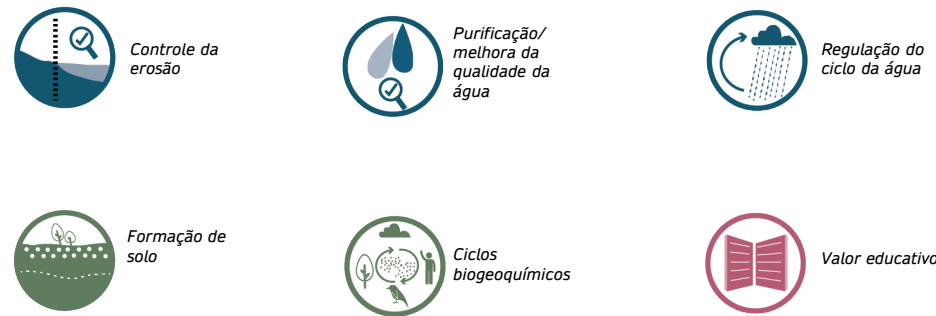 Controle da
erosão
Purificação/
melhora da
qualidade da
água
Regulação do
ciclo da água
Formação de
solo
Ciclos
biogeoquímicos
Valor educativo